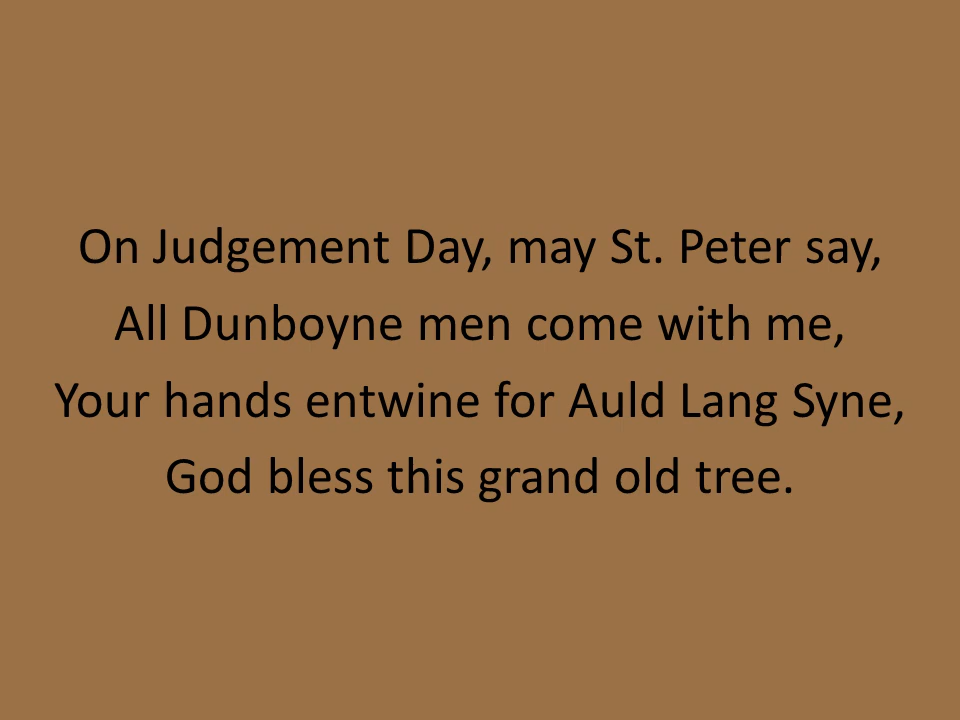 On Judgement Day, may St. Peter say,
All Dunboyne men come with me,
Your hands entwine for Auld Lang Syne,
God bless this grand old tree.